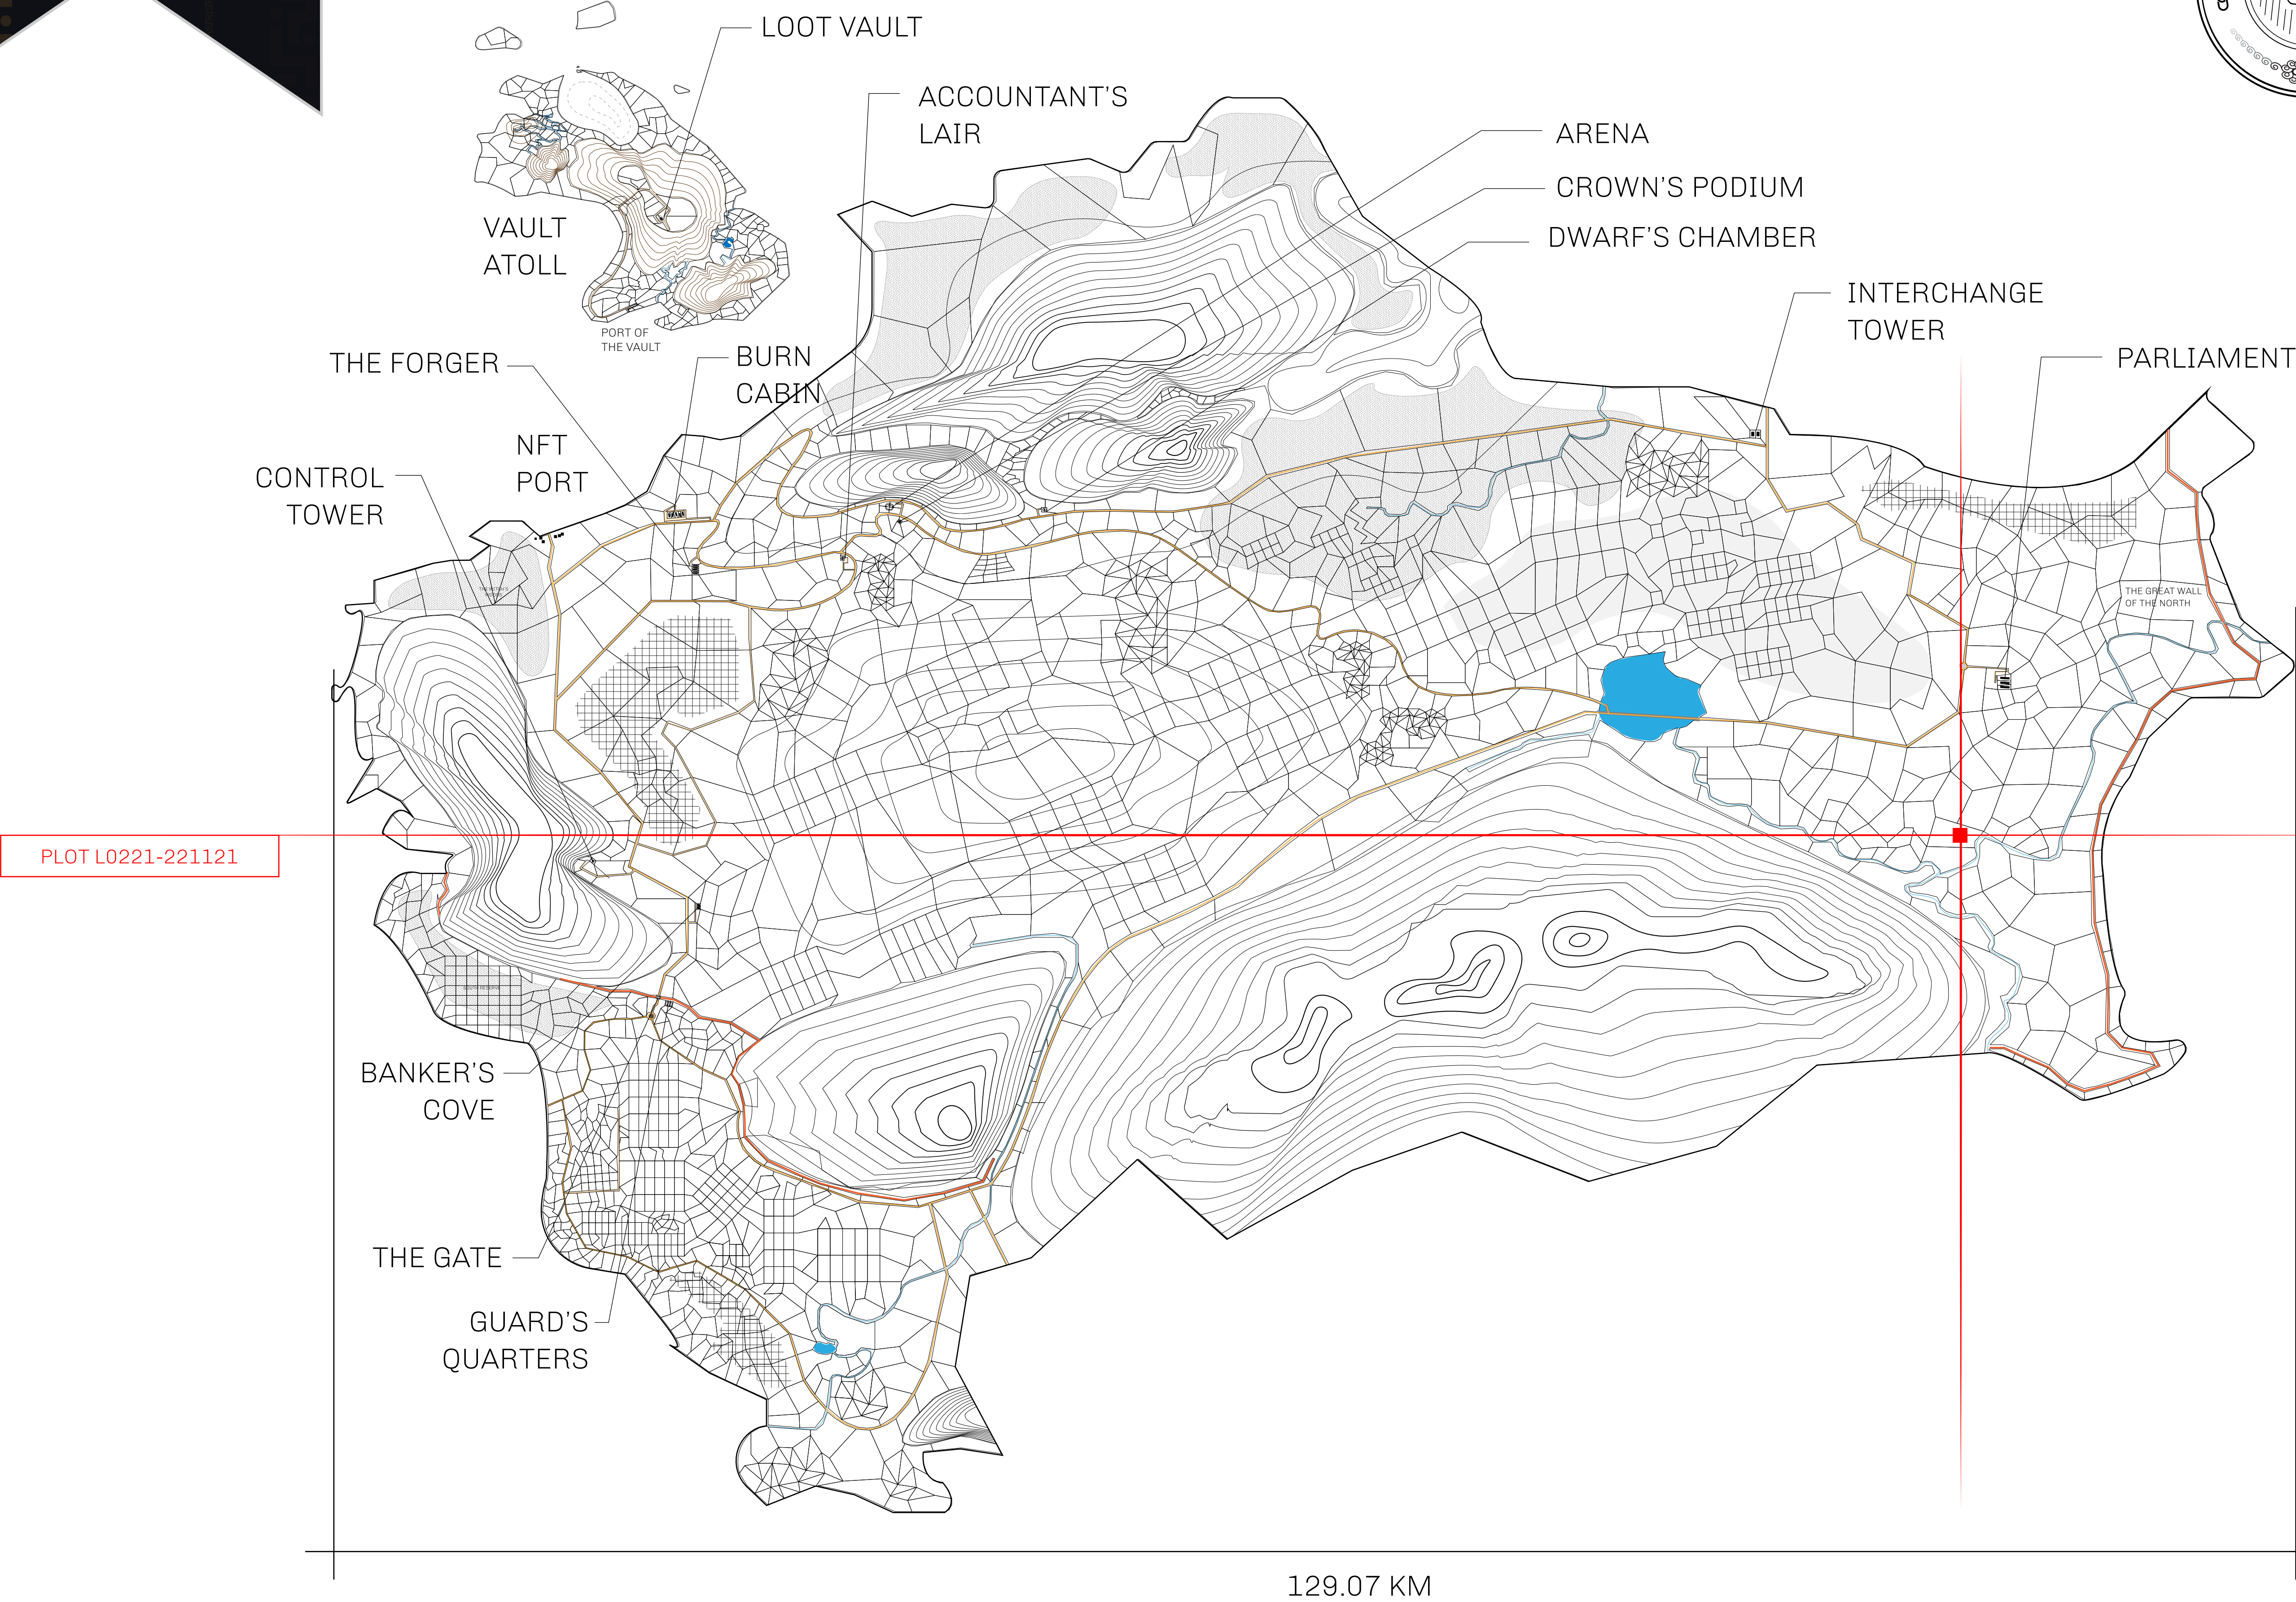 LOOT VAULT
ACCOUNTANT'S
LAIR
ARENA
CROWN'S PODIUM
DWARF'S CHAMBER
VAULT
ATOLL
INTERCHANGE
TOWER
PORT OF
THE VAULT
THE FORGER
BURN
CABIN
PARLIAMENT
NFT
PORT
CONTROL
TOWER
THE GREAT WALL
OF THE NORTH
PLOT L0221-221121
SOUTH RESERVE
BANKER'S
COVE
THE GATE
GUARD'S
QUARTERS
129.07 KM